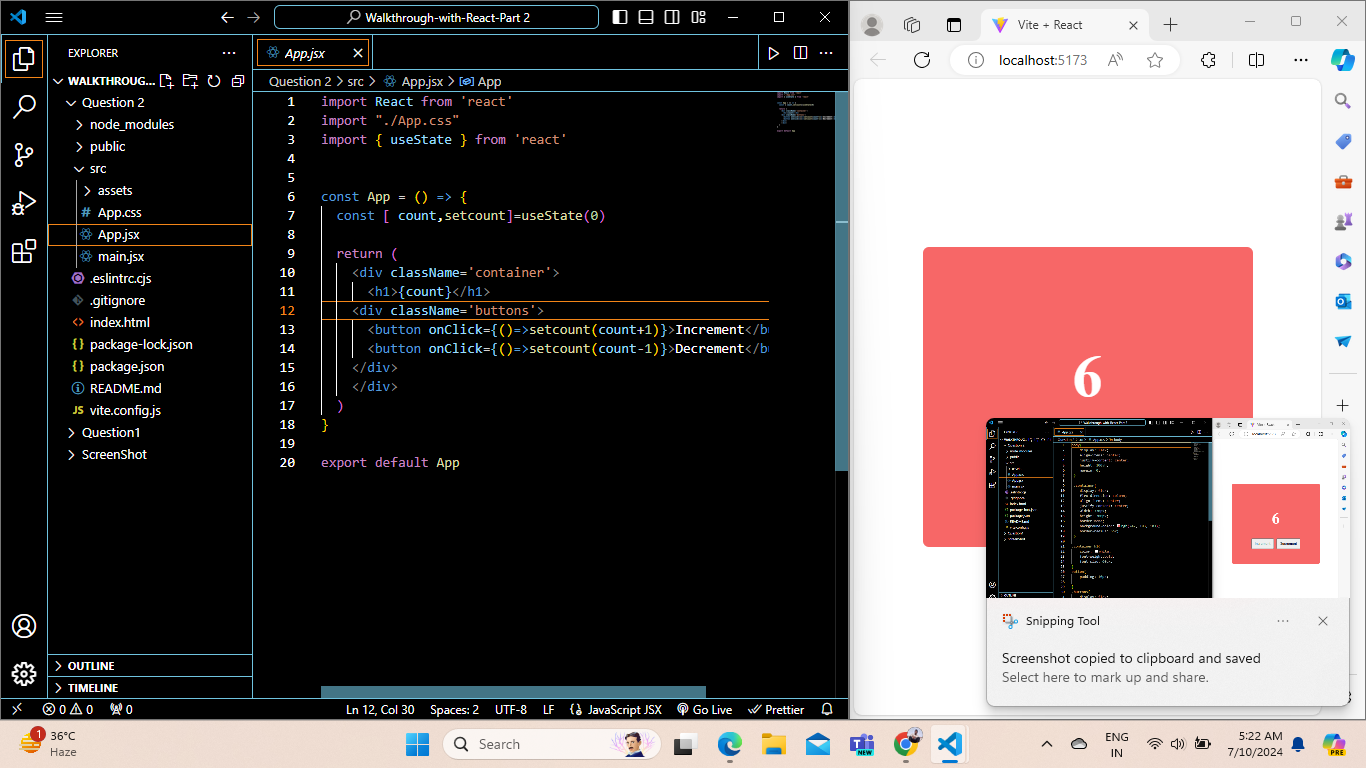 Walkthrough-with-React-Part 2
EXPLORER
WALKTHROUG...
Question 2
node_modules
public
src
assets
# App.css
App.jsx
main.jsx
.eslintrc.cjs
.gitignore
<> index.html
{} package-lock.json
{} package.json
README.md
JS vite.config.js
Question1
ScreenShot
OUTLINE
TIMELINE
App.jsx
Question 2 > src > App.jsx > App
1 import React from 'react'
2 import "./App.css"
3 import { useState } from 'react'
4
5
6 const App = () => {
7 const [ count,setcount]=useState(0)
8
9 return (
10 <div className='container'>
11 <h1>{count}</h1>
12 <div className='buttons'>
13 <button onClick={()=>setcount(count+1)}>Increment</bu
14 <button onClick={()=>setcount(count-1)}>Decrement</bu
15 </div>
16 </div>
17 )
18 }
19
20 export default App
0 0 0
Ln 12, Col 30 Spaces: 2 UTF-8 LF {} JavaScript JSX Go Live Prettier
Vite + React
localhost:5173
6
6
Snipping Tool
Screenshot copied to clipboard and saved
Select here to mark up and share.
1
36°C
Haze
Search
NEW
ENG
IN
5:22 AM
7/10/2024
PRE